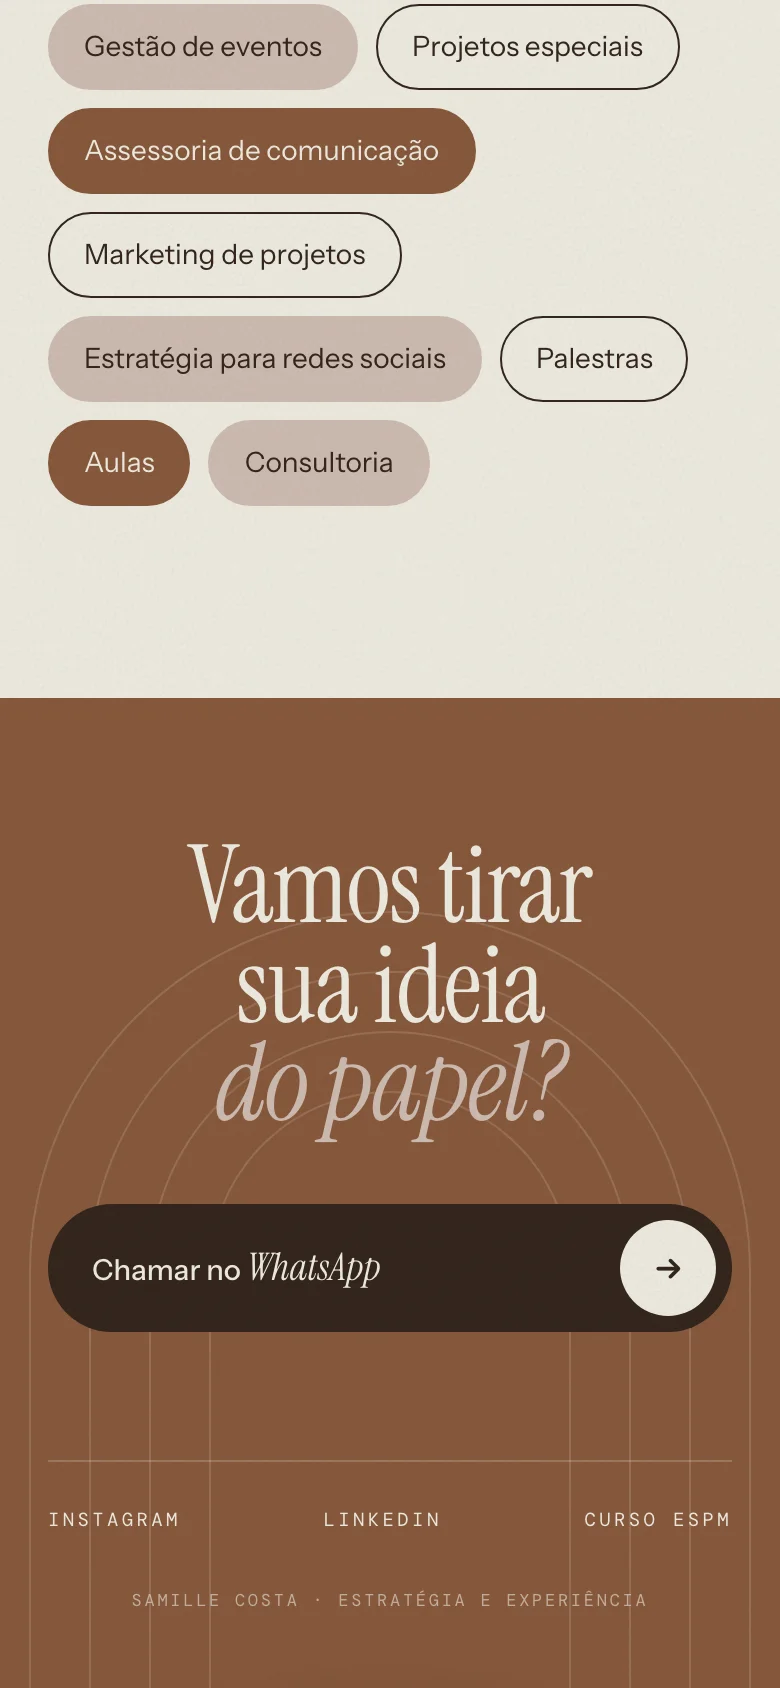 Gestão de eventos Projetos especiais
Assessoria de comunicação
Marketing de projetos
Estratégia para redes sociais Palestras
Aulas Consultoria
Vamos tirar
sua ideia
do papel?
Chamar no WhatsApp
INSTAGRAM LINKEDIN CURSO ESPM
SAMILLE COSTA · ESTRATÉGIA E EXPERIÊNCIA